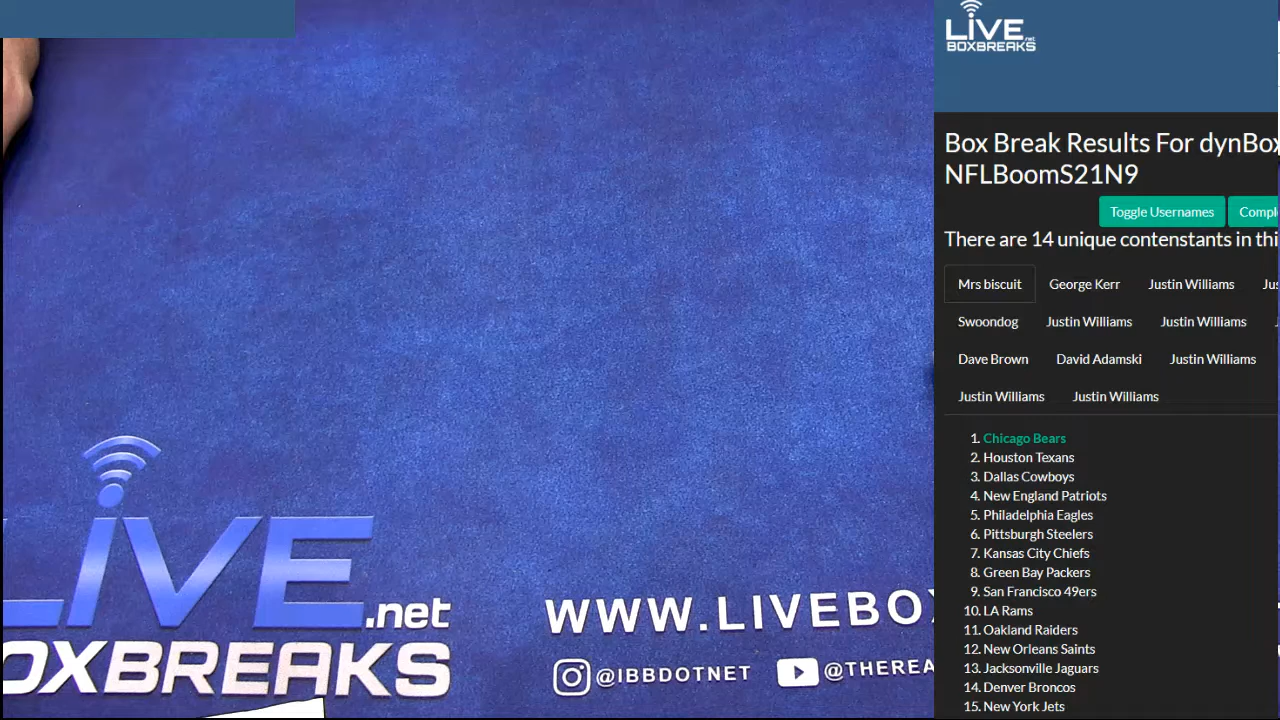 LiVE
.net
BOXBREAKS
Box Break Results For dynBox
NFLBoomS21N9
Toggle Usernames
There are 14 unique contenstants in thi
Mrs biscuit George Kerr Justin Williams
Swoondog Justin Williams Justin Williams
Dave Brown David Adamski Justin Williams
Justin Williams Justin Williams
1. Chicago Bears
2. Houston Texans
3. Dallas Cowboys
4. New England Patriots
5. Philadelphia Eagles
6. Pittsburgh Steelers
7. Kansas City Chiefs
8. Green Bay Packers
9. San Francisco 49ers
10. LA Rams
11. Oakland Raiders
12. New Orleans Saints
13. Jacksonville Jaguars
14. Denver Broncos
15. New York Jets
LiVE
.net
OXBREAKS
WWW.LIVEBO
@IBBDOTNET @THEREA